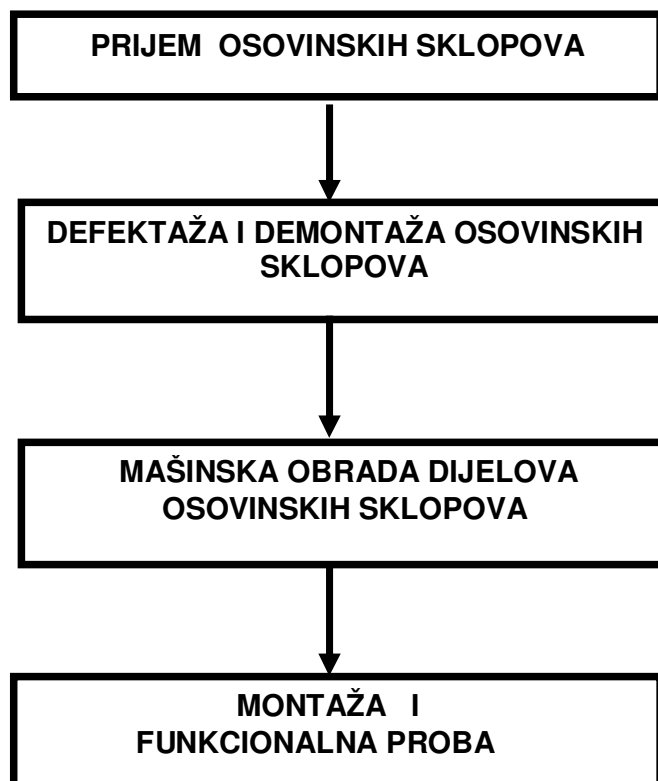 PRIJEM OSOVINSKIH SKLOPOVA
DEFEKTAŽA I DEMONTAŽA OSOVINSKIH
SKLOPOVA
MAŠINSKA OBRADA DIJELOVA
OSOVINSKIH SKLOPOVA
MONTAŽA I
FUNKCIONALNA PROBA